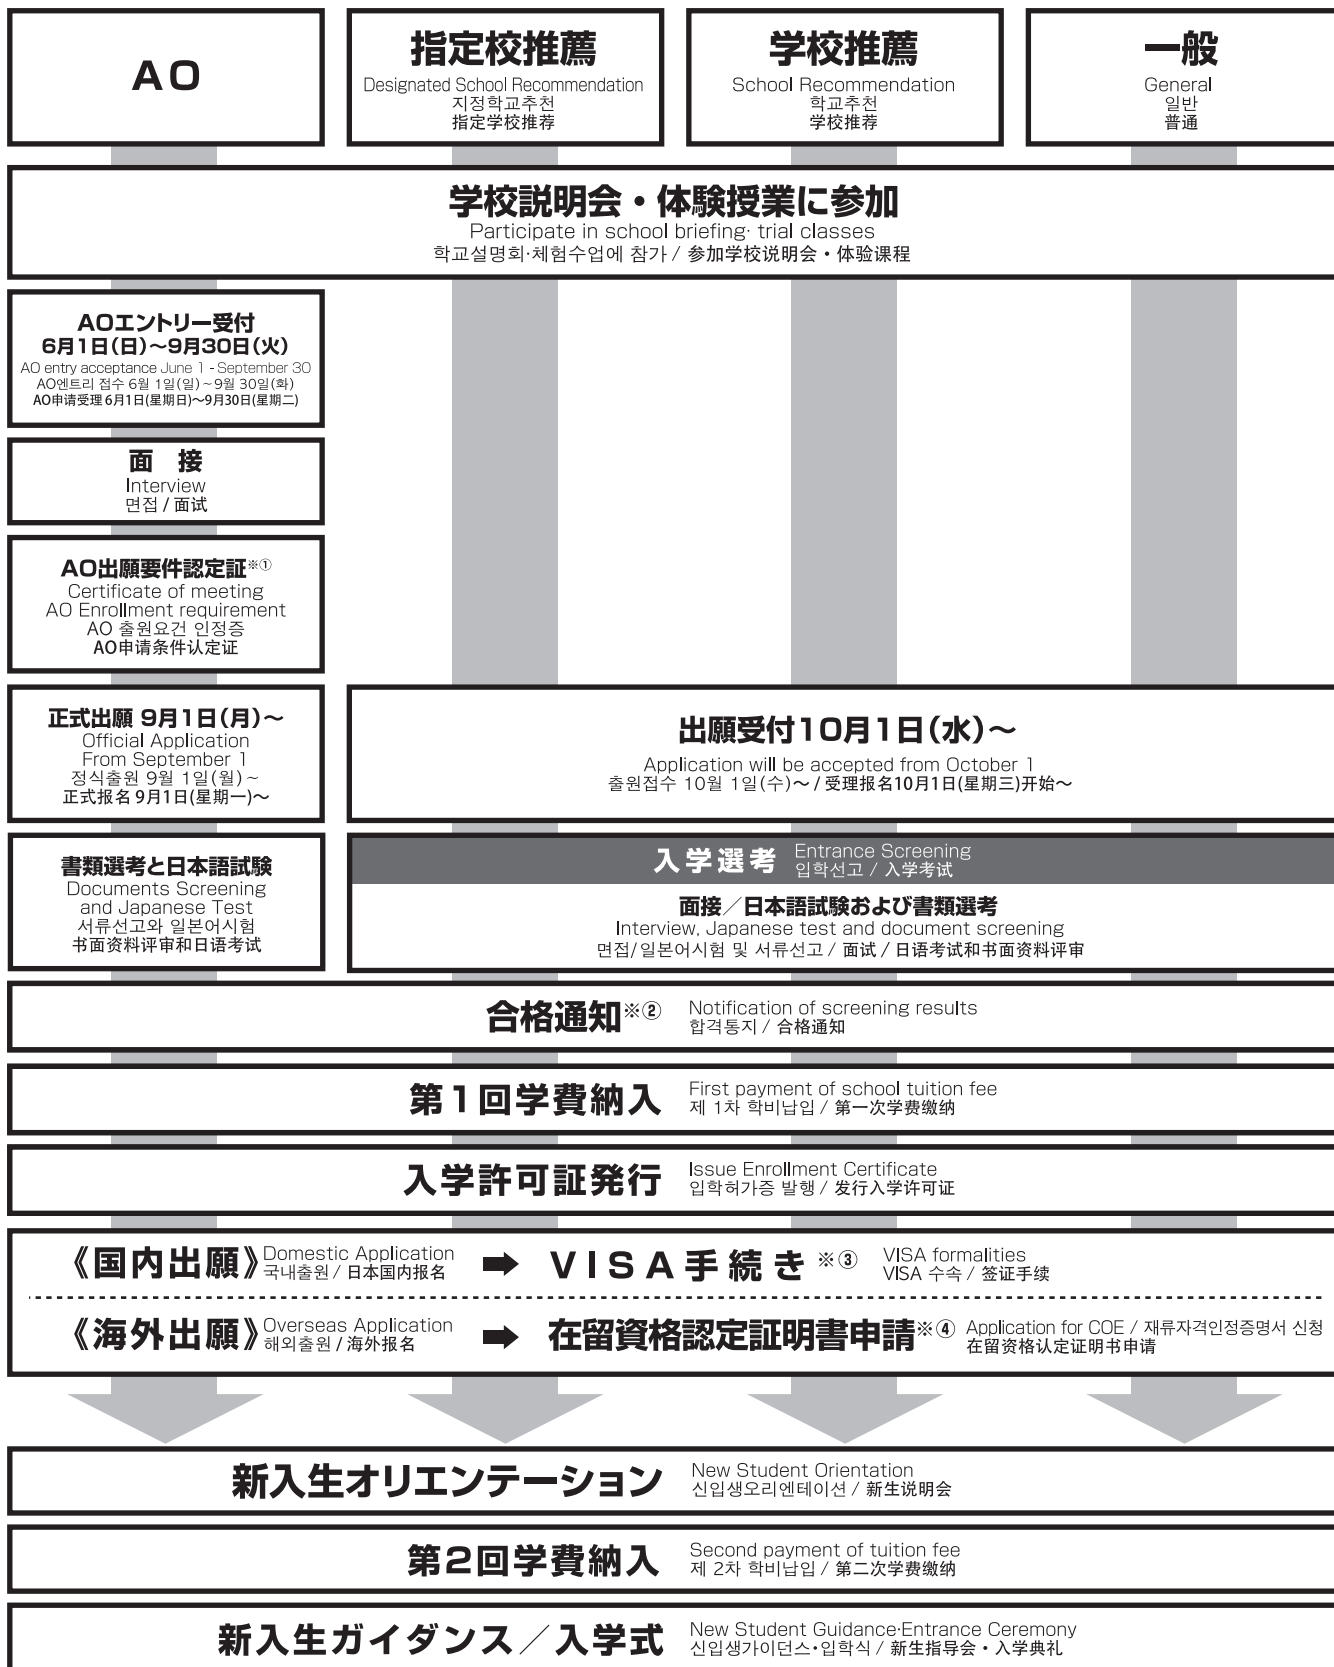 AO
指定校推薦
Designated School Recommendation
지정학교추천
指定学校推荐
学校推薦
School Recommendation
학교추천
学校推荐
一般
General
일반
普通
学校説明会・体験授業に参加
Participate in school briefing· trial classes
학교설명회·체험수업에 참가 / 参加学校说明会・体验课程
AOエントリー受付
6月1日(日)～9月30日(火)
AO entry acceptance June 1 - September 30
AO엔트리 접수 6월 1일(일)~9월 30일(화)
AO申请受理 6月1日(星期日)～9月30日(星期二)
面 接
Interview
면접 / 面试
AO出願要件認定証※①
Certificate of meeting
AO Enrollment requirement
AO 출원요건 인정증
AO申请条件认定证
正式出願 9月1日(月)～
Official Application
From September 1
정식출원 9월 1일(월)~
正式报名 9月1日(星期一)～
出願受付10月1日(水)～
Application will be accepted from October 1
출원접수 10월 1일(수)～ / 受理报名10月1日(星期三)开始～
書類選考と日本語試験
Documents Screening
and Japanese Test
서류선고와 일본어시험
书面资料评审和日语考试
入学選考 Entrance Screening
입학선고 / 入学考试
面接／日本語試験および書類選考
Interview, Japanese test and document screening
면접/일본어시험 및 서류선고 / 面试 / 日语考试和书面资料评审
合格通知※② Notification of screening results
합격통지 / 合格通知
第1回学費納入 First payment of school tuition fee
제 1차 학비납입 / 第一次学费缴纳
入学許可証発行 Issue Enrollment Certificate
입학허가증 발행 / 发行入学许可证
《国内出願》 Domestic Application ➡ VISA手続き※③ VISA formalities
국내출원 / 日本国内报名 VISA 수속 / 签证手续
《海外出願》 Overseas Application ➡ 在留資格認定証明書申請※④ Application for COE / 재류자격인정증명서 신청
해외출원 / 海外报名 在留资格认定证明书申请
新入生オリエンテーション New Student Orientation
신입생오리엔테이션 / 新生说明会
第2回学費納入 Second payment of tuition fee
제 2차 학비납입 / 第二次学费缴纳
新入生ガイダンス／入学式 New Student Guidance·Entrance Ceremony
신입생가이던스•입학식 / 新生指导会・入学典礼